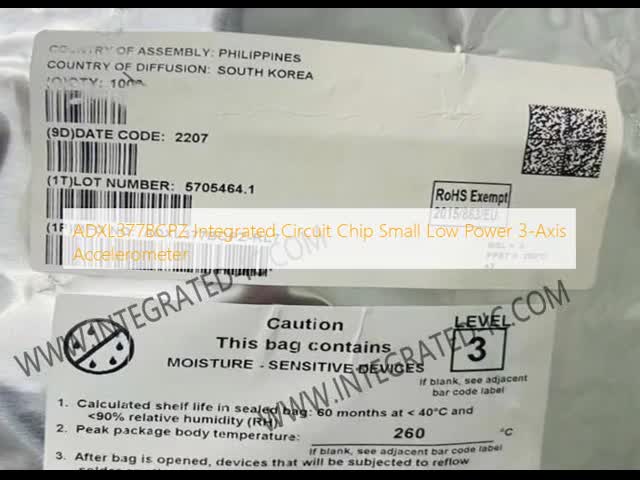 COUNTRY OF ASSEMBLY: PHILIPPINES
COUNTRY OF DIFFUSION: SOUTH KOREA
(9D)DATE CODE: 2207
(1T)LOT NUMBER: 5705464.1
RoHS Exempt
2015/863/EU
ADXL377BCPZ Integrated Circuit Chip Small Low Power 3-Axis
Accelerometer
WWW.INTEGRATED-IC.COM
WWW.INTEGRATED-IC.COM
Caution
This bag contains
MOISTURE - SENSITIVE DEVICES
LEVEL
3
If blank, see adjacent
bar code label
1. Calculated shelf life in sealed bag: 60 months at < 40°C and
<90% relative humidity (RH)
2. Peak package body temperature: 260 °C
If blank, see adjacent bar code label
3. After bag is opened, devices that will be subjected to reflow